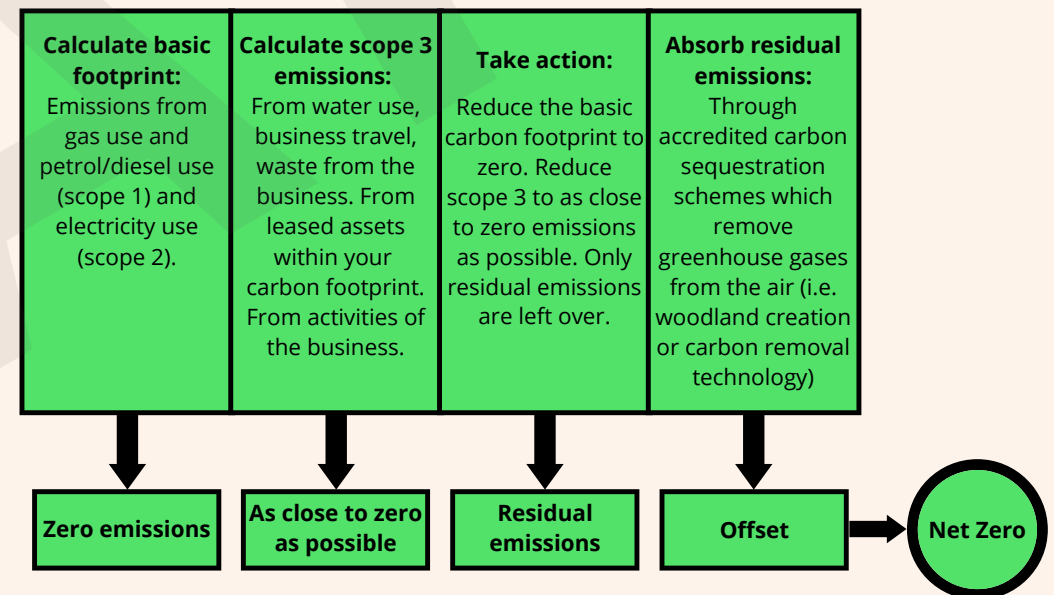 Calculate basic
footprint:
Emissions from
gas use and
petrol/diesel use
(scope 1) and
electricity use
(scope 2).
Calculate scope 3
emissions:
From water use,
business travel,
waste from the
business. From
leased assets
within your
carbon footprint.
From activities of
the business.
Take action:
Reduce the basic
carbon footprint to
zero. Reduce
scope 3 to as close
to zero emissions
as possible. Only
residual emissions
are left over.
Absorb residual
emissions:
Through
accredited carbon
sequestration
schemes which
remove
greenhouse gases
from the air (i.e.
woodland creation
or carbon removal
technology)
Zero emissions
As close to zero
as possible
Residual
emissions
Offset
Net Zero